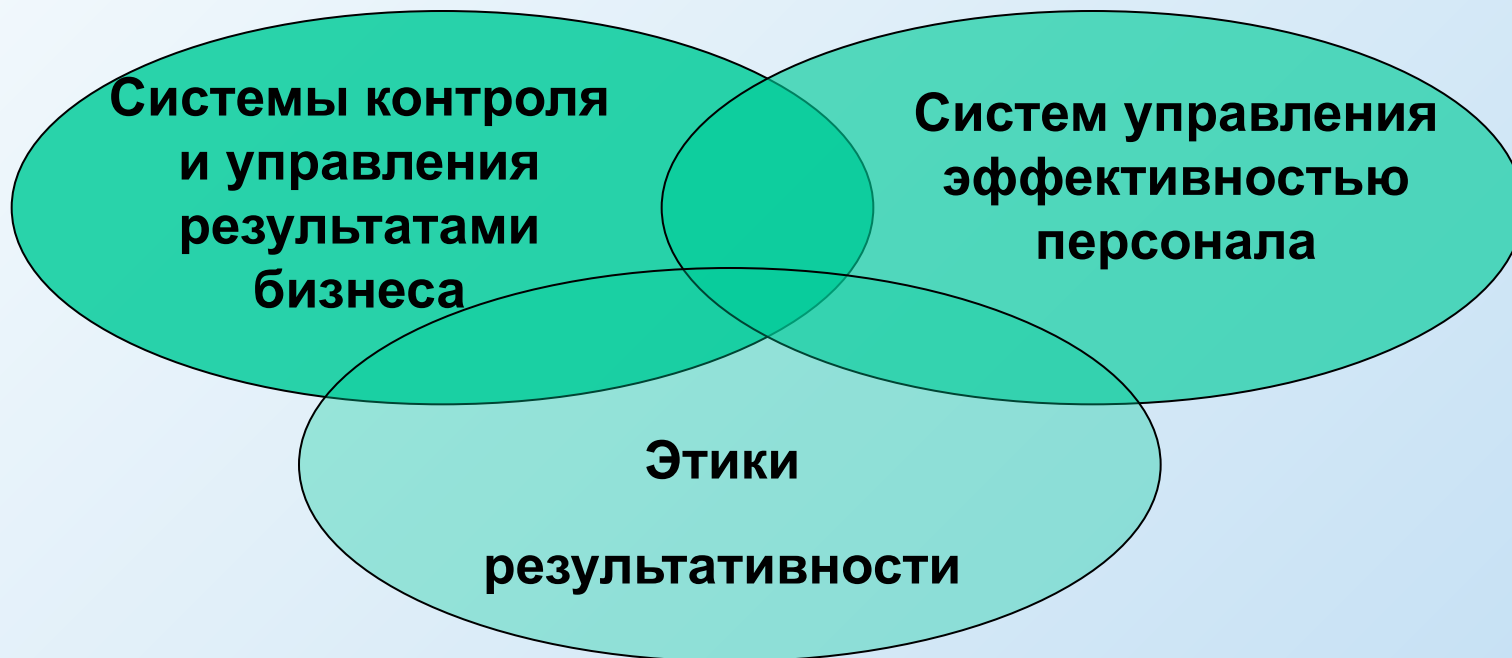 Системы контроля
и управления
результатами
бизнеса
Систем управления
эффективностью
персонала
Этики
результативности